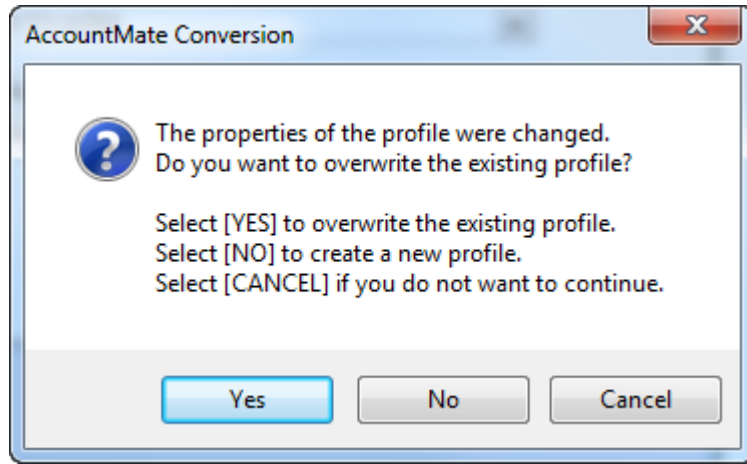 AccountMate Conversion
The properties of the profile were changed.
Do you want to overwrite the existing profile?
Select [YES] to overwrite the existing profile.
Select [NO] to create a new profile.
Select [CANCEL] if you do not want to continue.
Yes
No
Cancel